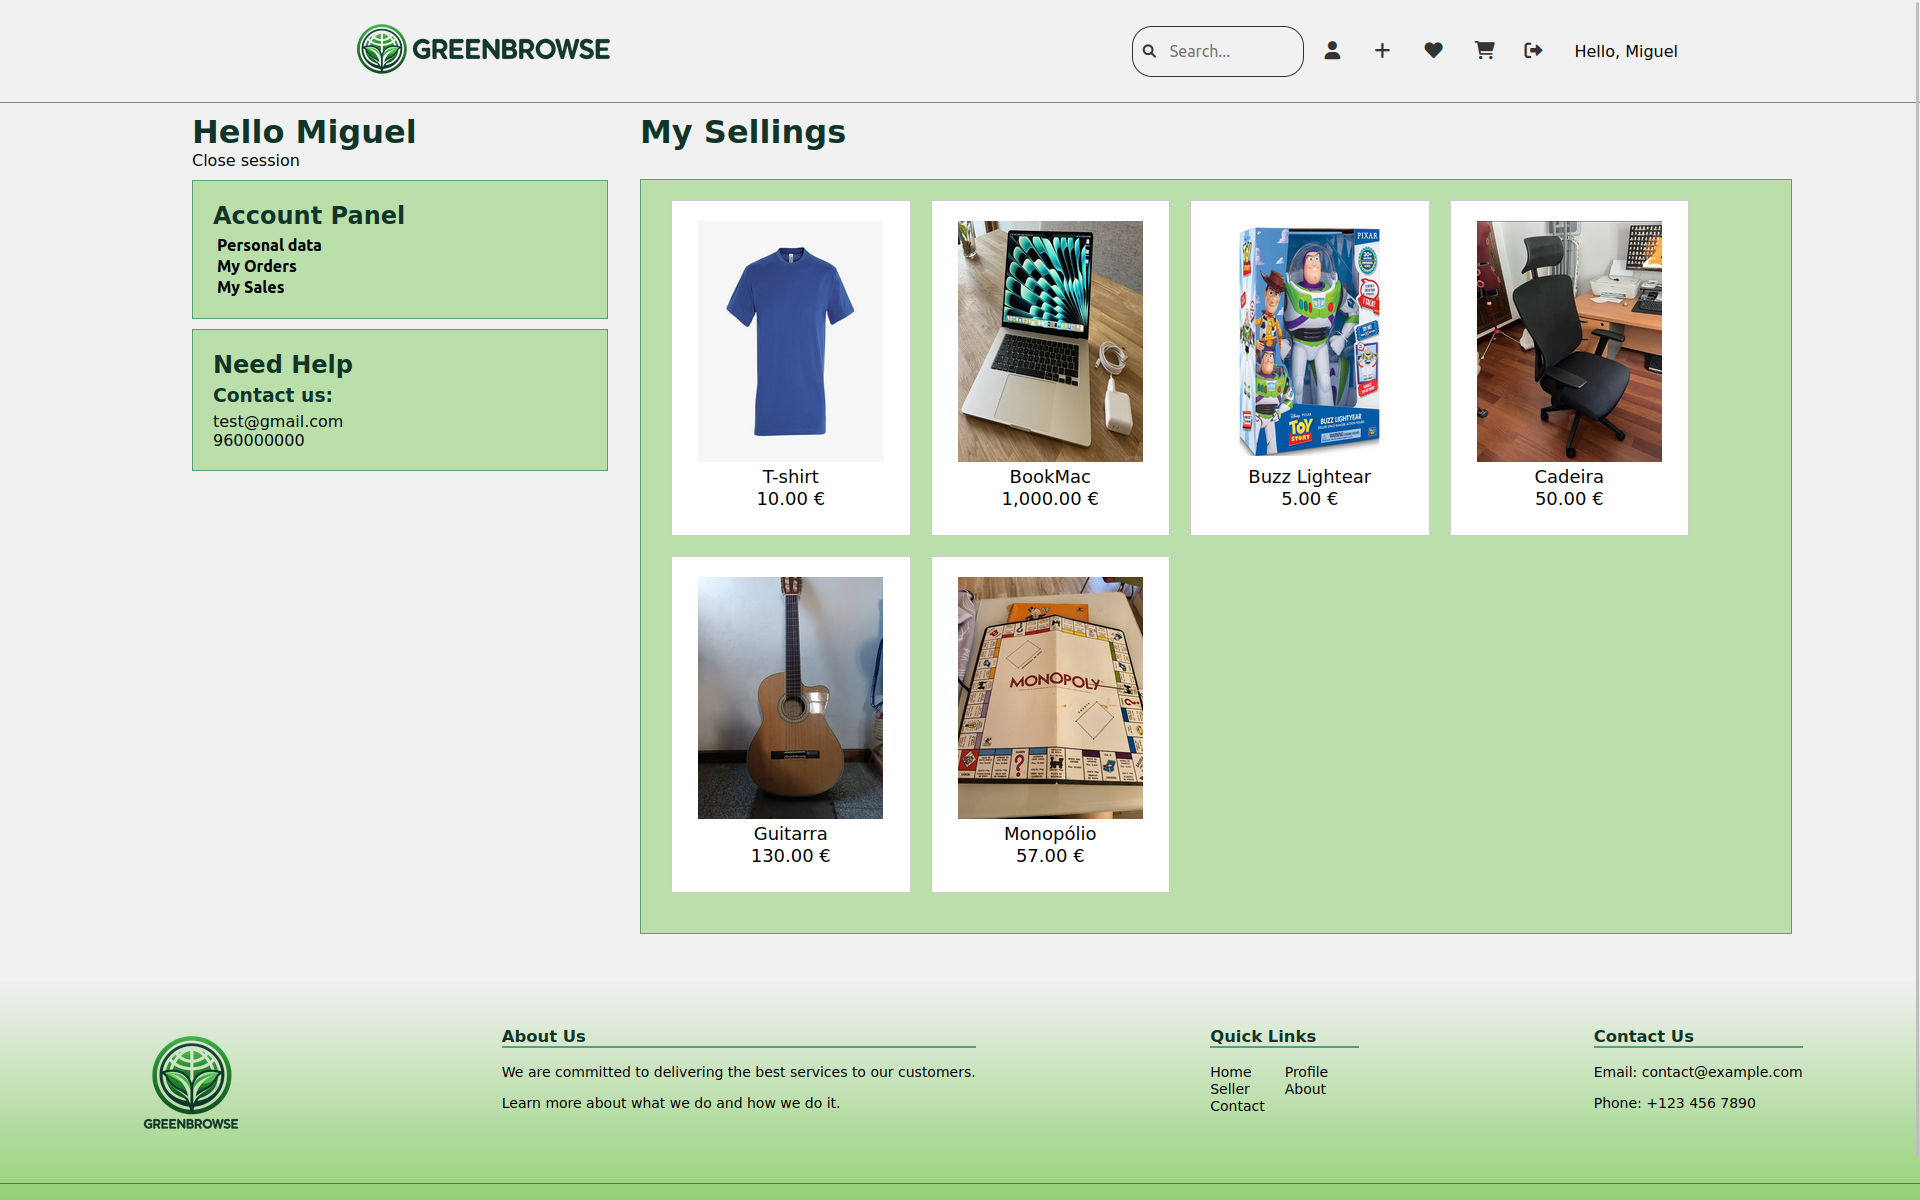 GREENBROWSE
Search...
Hello, Miguel
Hello Miguel
Close session
Account Panel
Personal data
My Orders
My Sales
Need Help
Contact us:
test@gmail.com
960000000
My Sellings
T-shirt
10.00 €
BookMac
1,000.00 €
PIXAR
TOY
STORY
BUZZ LIGHTYEAR
Buzz Lightear
5.00 €
Cadeira
50.00 €
Guitarra
130.00 €
MONOPOLY
Monopólio
57.00 €
GREENBROWSE
About Us
We are committed to delivering the best services to our customers.
Learn more about what we do and how we do it.
Quick Links
Home
Profile
Seller
About
Contact
Contact Us
Email: contact@example.com
Phone: +123 456 7890